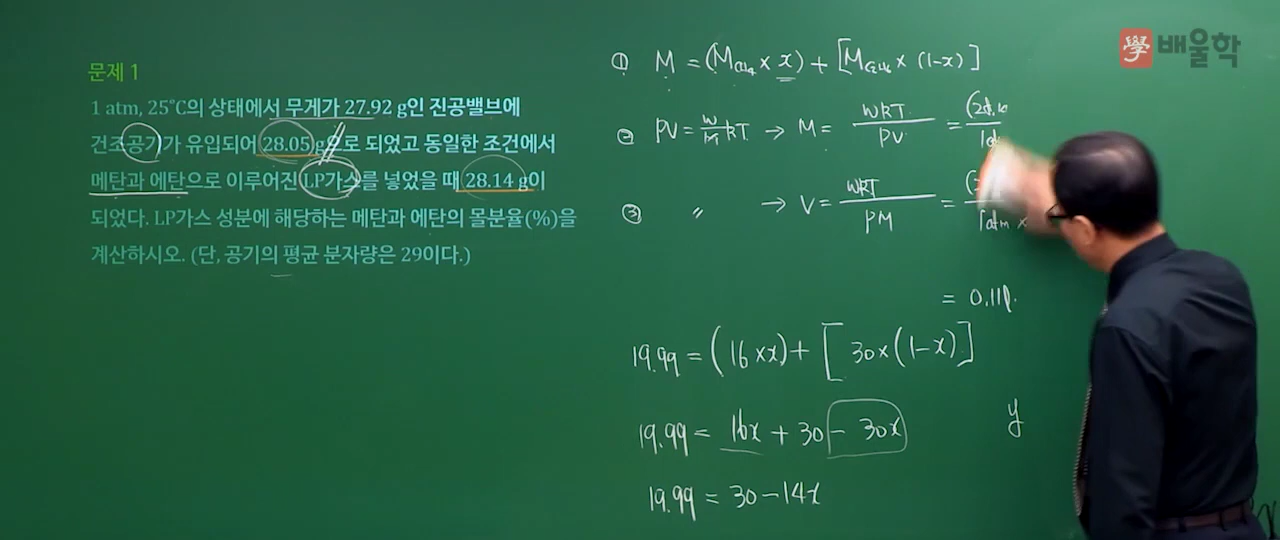 學 배울학
문제 1
1 atm, 25℃의 상태에서 무게가 27.92 g인 진공밸브에
건조공기가 유입되어 28.05 g으로 되었고 동일한 조건에서
메탄과 에탄으로 이루어진 LP가스를 넣었을 때 28.14 g이
되었다. LP가스 성분에 해당하는 메탄과 에탄의 몰분율(%)을
계산하시오. (단, 공기의 평균 분자량은 29이다.)
① M = (M_CH₄ × x) + [M_C₂H₆ × (1-x)]
② PV = W/M RT → M = WRT/PV =
③ 〃 → V = WRT/PM = 1atm ×
= 0.11ℓ.
19.99 = (16×x) + [30×(1-x)]
19.99 = 16x + 30 - 30x
y
19.99 = 30 - 14x